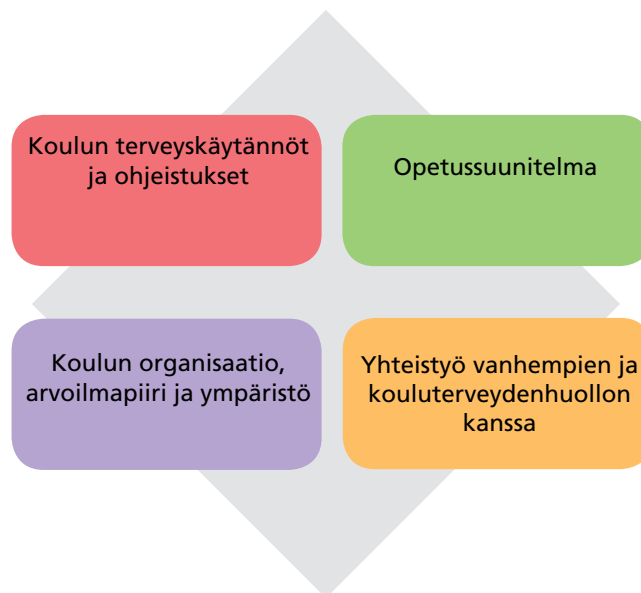 Koulun terveyskäytännöt
ja ohjeistukset
Opetussuunitelma
Koulun organisaatio,
arvoilmapiiri ja ympäristö
Yhteistyö vanhempien ja
kouluterveydenhuollon
kanssa